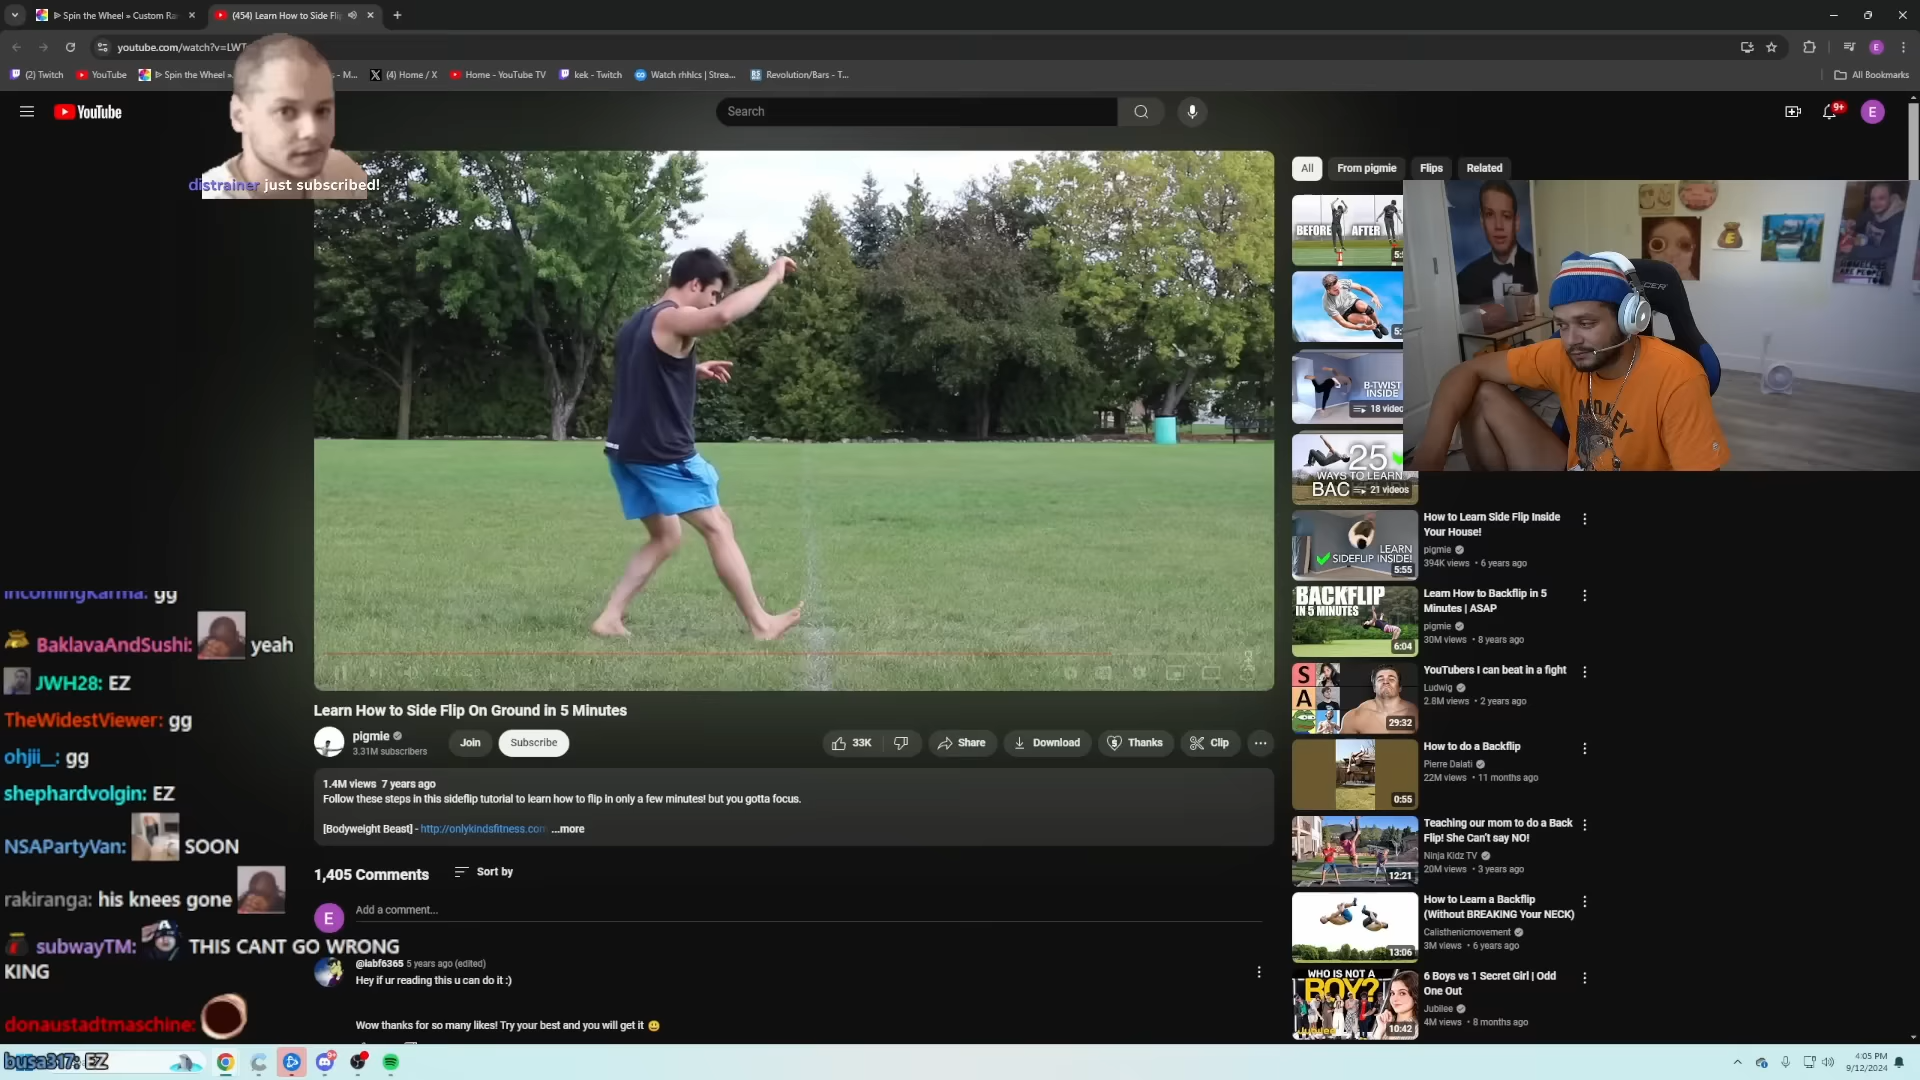 Spin the Wheel » Custom Ra
(454) Learn How to Side Fli
youtube.com/watch?v=LWT
(2) Twitch
YouTube
Spin the Wheel »
- M...
(4) Home / X
Home - YouTube TV
kek - Twitch
Watch rhhlcs | Strea...
Revolution/Bars - T...
All Bookmarks
YouTube
Search
9+
E
distrainer just subscribed!
All
From pigmie
Flips
Related
BEFORE AFTER
B-TWIST
INSIDE
18 videos
25
WAYS TO LEARN
BAC
21 videos
MONEY
LEARN
SIDEFLIP INSIDE!
5:55
How to Learn Side Flip Inside
Your House!
pigmie
394K views • 6 years ago
BACKFLIP
IN 5 MINUTES
6:04
Learn How to Backflip in 5
Minutes | ASAP
pigmie
30M views • 8 years ago
S
A
29:32
YouTubers I can beat in a fight
Ludwig
2.8M views • 2 years ago
0:55
How to do a Backflip
Pierre Dalati
22M views • 11 months ago
12:21
Teaching our mom to do a Back
Flip! She Can't say NO!
Ninja Kidz TV
20M views • 3 years ago
13:06
How to Learn a Backflip
(Without BREAKING Your NECK)
Calisthenicmovement
3M views • 6 years ago
WHO IS NOT A
BOY?
Jubilee
10:42
6 Boys vs 1 Secret Girl | Odd
One Out
Jubilee
4M views • 8 months ago
Learn How to Side Flip On Ground in 5 Minutes
pigmie
3.31M subscribers
Join
Subscribe
33K
Share
Download
Thanks
Clip
1.4M views 7 years ago
Follow these steps in this sideflip tutorial to learn how to flip in only a few minutes! but you gotta focus.
[Bodyweight Beast] - http://onlykindsfitness.com ...more
1,405 Comments
Sort by
E
Add a comment...
@iabf6365 5 years ago (edited)
Hey if ur reading this u can do it :)
Wow thanks for so many likes! Try your best and you will get it
incomingKarma: gg
BaklavaAndSushi: yeah
JWH28: EZ
TheWidestViewer: gg
ohjii__: gg
shephardvolgin: EZ
NSAPartyVan: SOON
rakiranga: his knees gone
subwayTM: THIS CANT GO WRONG
KING
donaustadtmaschine:
busa317: EZ
4:05 PM
9/12/2024